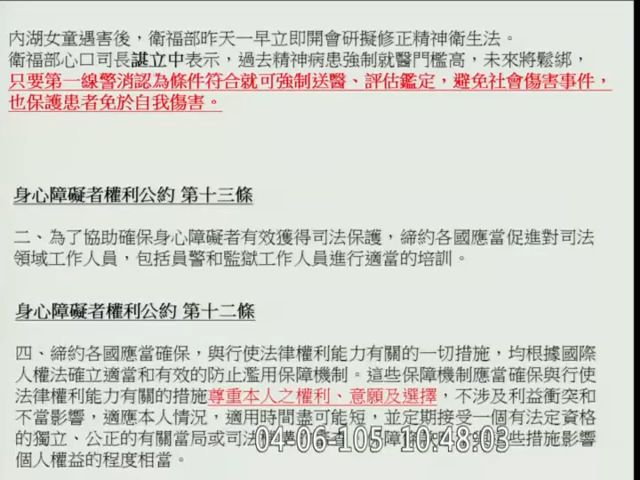 內湖女童遇害後，衛福部昨天一早立即開會研擬修正精神衛生法。
衛福部心口司長諶立中表示，過去精神病患強制就醫門檻高，未來將鬆綁，
只要第一線警消認為條件符合就可強制送醫、評估鑑定，避免社會傷害事件，
也保護患者免於自我傷害。
身心障礙者權利公約 第十三條
二、為了協助確保身心障礙者有效獲得司法保護，締約各國應當促進對司法
領域工作人員，包括員警和監獄工作人員進行適當的培訓。
身心障礙者權利公約 第十二條
四、締約各國應當確保，與行使法律權利能力有關的一切措施，均根據國際
人權法確立適當和有效的防止濫用保障機制。這些保障機制應當確保與行使
法律權利能力有關的措施尊重本人之權利、意願及選擇，不涉及利益衝突和
不當影響，適應本人情況，適用時間盡可能短，並定期接受一個有法定資格
的獨立、公正的有關當局或司法 些措施影響
04-06-105 10:48:03
個人權益的程度相當。